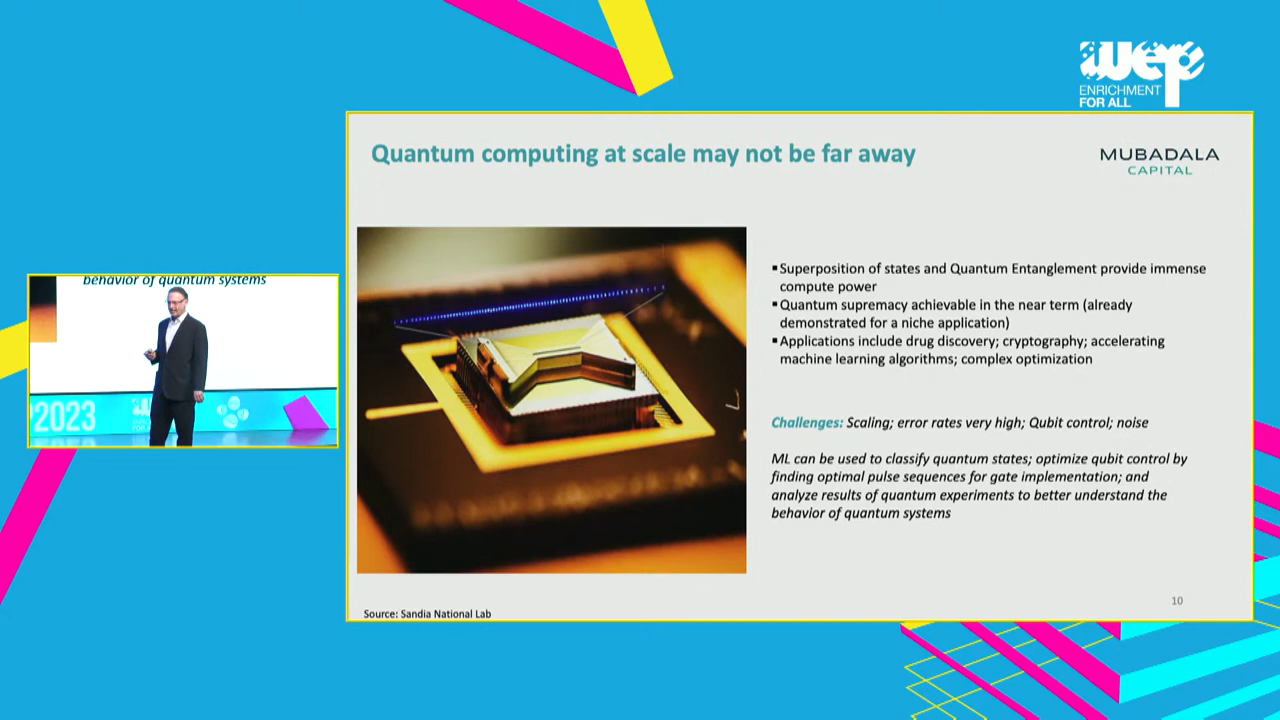 wep
ENRICHMENT
FOR ALL
Quantum computing at scale may not be far away
MUBADALA
CAPITAL
▪Superposition of states and Quantum Entanglement provide immense
compute power
▪Quantum supremacy achievable in the near term (already
demonstrated for a niche application)
▪Applications include drug discovery; cryptography; accelerating
machine learning algorithms; complex optimization
Challenges: Scaling; error rates very high; Qubit control; noise
ML can be used to classify quantum states; optimize qubit control by
finding optimal pulse sequences for gate implementation; and
analyze results of quantum experiments to better understand the
behavior of quantum systems
10
Source: Sandia National Lab
behavior of quantum systems
2023